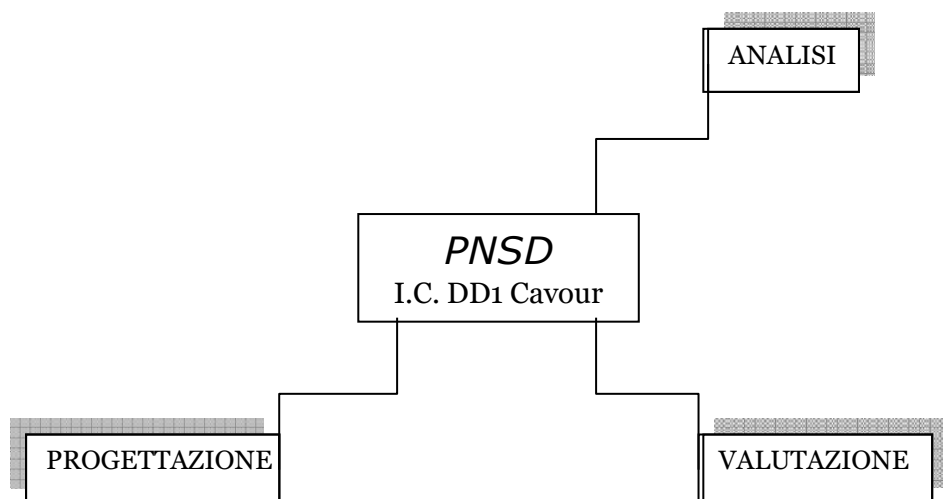 ANALISI
PNSD
I.C. DD1 Cavour
PROGETTAZIONE
VALUTAZIONE